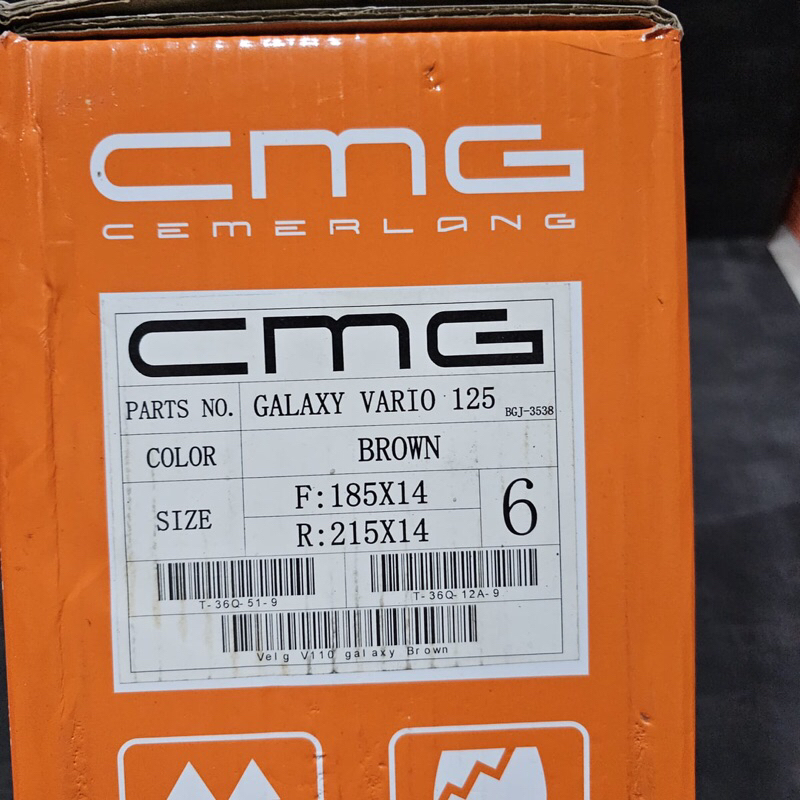 CMG
CEMERLANG
CMG
PARTS NO. GALAXY VARIO 125 BGJ-3538
COLOR BROWN
SIZE F:185X14 6
R:215X14
T-36Q-51-9 T-36Q-12A-9
Velg V110 galaxy Brown